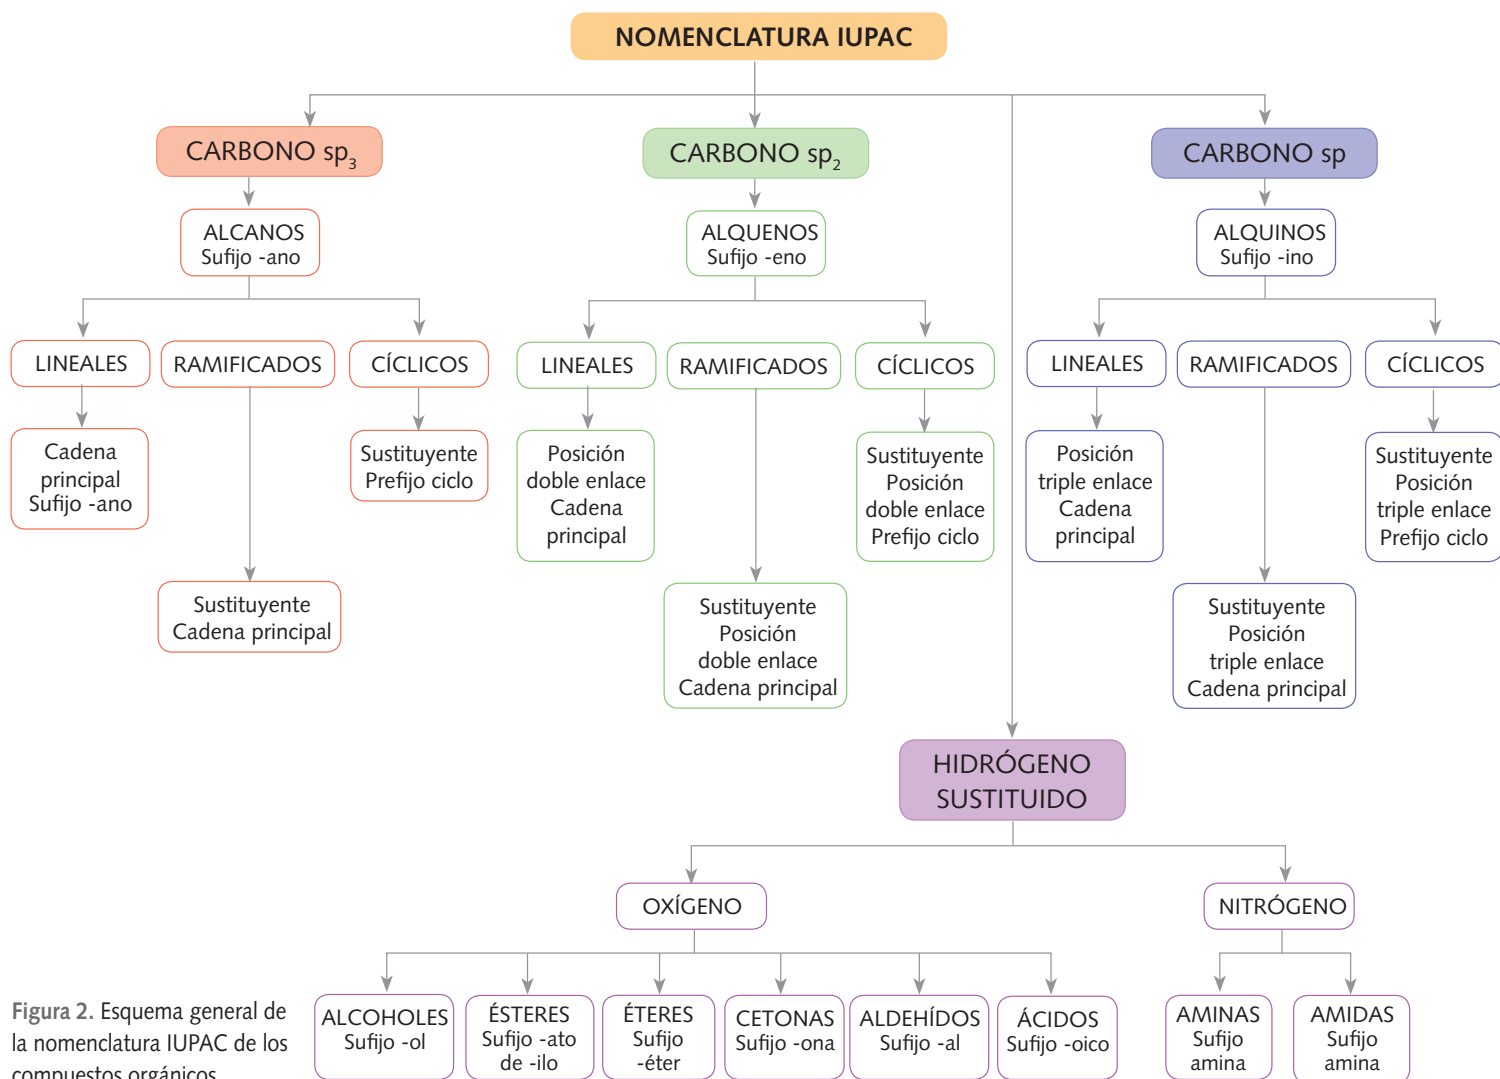 NOMENCLATURA IUPAC
CARBONO sp3
CARBONO sp2
CARBONO sp
ALCANOS
Sufijo -ano
ALQUENOS
Sufijo -eno
ALQUINOS
Sufijo -ino
LINEALES
RAMIFICADOS
CÍCLICOS
LINEALES
RAMIFICADOS
CÍCLICOS
LINEALES
RAMIFICADOS
CÍCLICOS
Cadena
principal
Sufijo -ano
Sustituyente
Prefijo ciclo
Posición
doble enlace
Cadena
principal
Sustituyente
Posición
doble enlace
Prefijo ciclo
Posición
triple enlace
Cadena
principal
Sustituyente
Posición
triple enlace
Prefijo ciclo
Sustituyente
Cadena principal
Sustituyente
Posición
doble enlace
Cadena principal
Sustituyente
Posición
triple enlace
Cadena principal
HIDRÓGENO
SUSTITUIDO
OXÍGENO
NITRÓGENO
ALCOHOLES
Sufijo -ol
ÉSTERES
Sufijo -ato
de -ilo
ÉTERES
Sufijo
-éter
CETONAS
Sufijo -ona
ALDEHÍDOS
Sufijo -al
ÁCIDOS
Sufijo -oico
AMINAS
Sufijo
amina
AMIDAS
Sufijo
amina
Figura 2. Esquema general de
la nomenclatura IUPAC de los
compuestos orgánicos